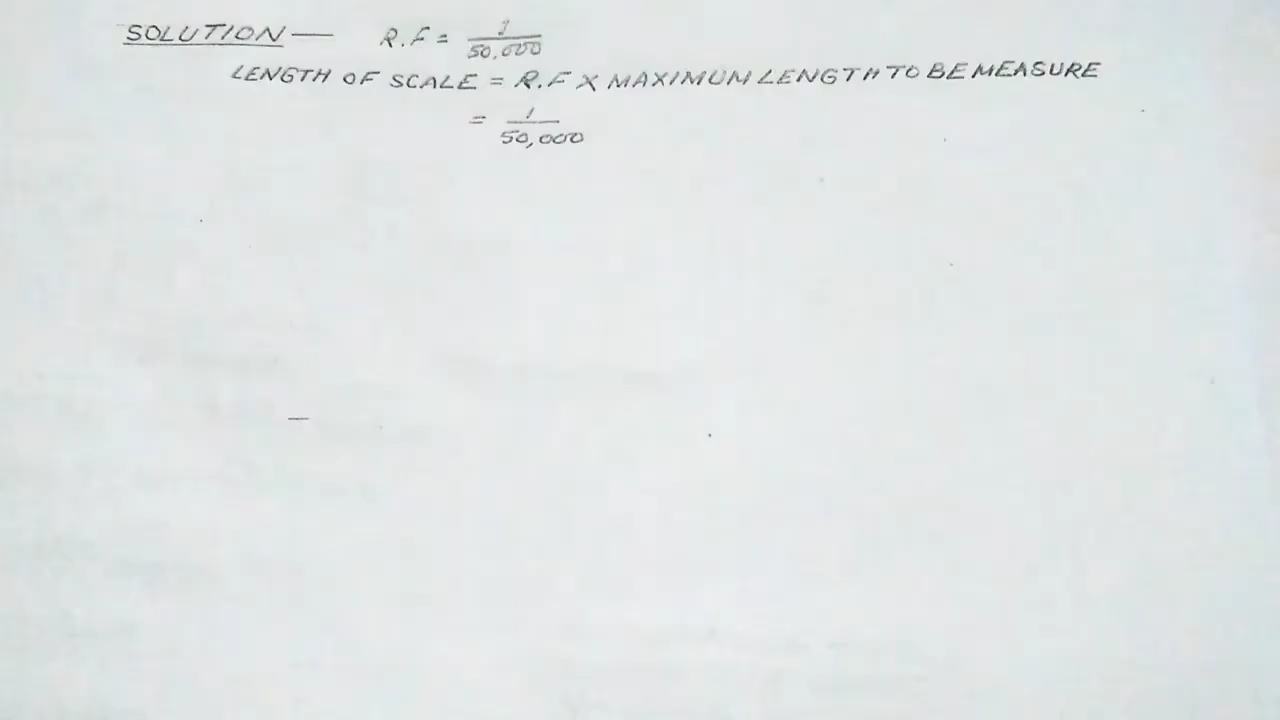 SOLUTION — R.F = 1/50,000
LENGTH OF SCALE = R.F X MAXIMUM LENGTH TO BE MEASURE
= 1/50,000